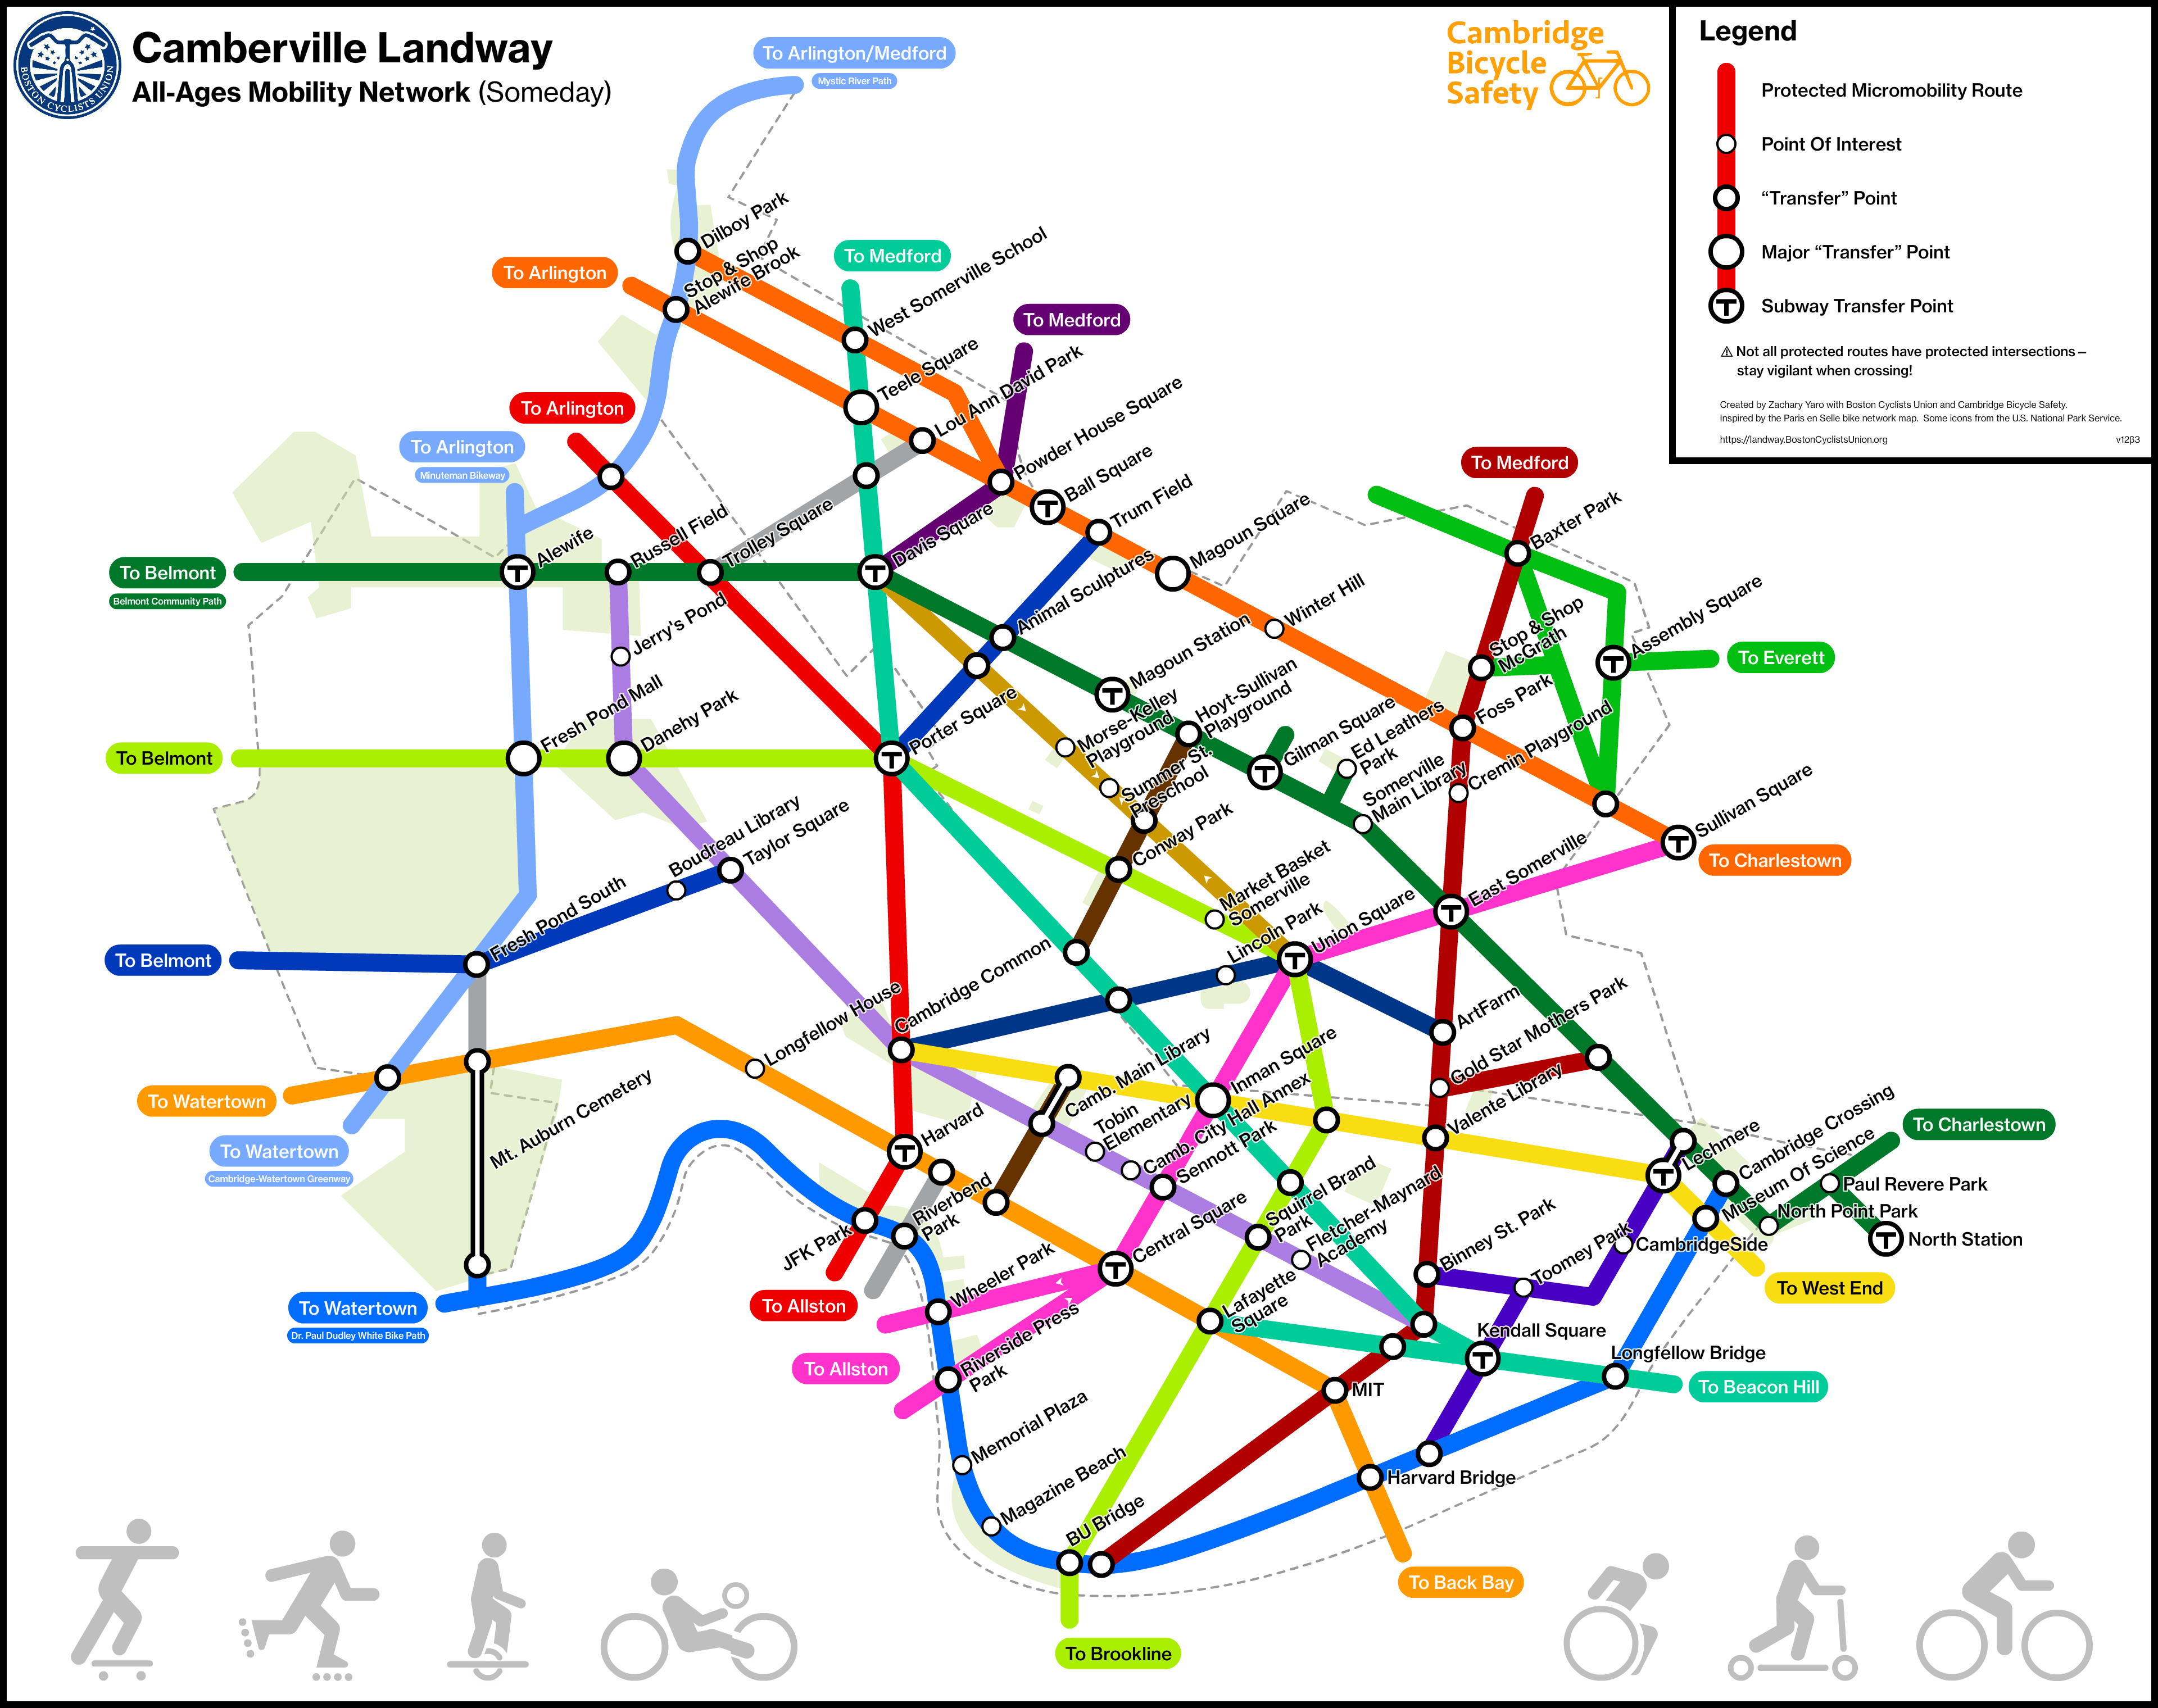 BOSTON CYCLISTS UNION
Camberville Landway
All-Ages Mobility Network (Someday)
Cambridge
Bicycle
Safety
Legend
Protected Micromobility Route
Point Of Interest
“Transfer” Point
Major “Transfer” Point
T
Subway Transfer Point
⚠ Not all protected routes have protected intersections –
stay vigilant when crossing!
Created by Zachary Yaro with Boston Cyclists Union and Cambridge Bicycle Safety.
Inspired by the Paris en Selle bike network map. Some icons from the U.S. National Park Service.
https://landway.BostonCyclistsUnion.org
v12β3
To Arlington/Medford
Mystic River Path
Dilboy Park
To Arlington
Stop & Shop
Alewife Brook
To Medford
West Somerville School
To Medford
Teele Square
Lou Ann David Park
Powder House Square
To Arlington
To Arlington
Minuteman Bikeway
Ball Square
Trum Field
Magoun Square
Winter Hill
To Medford
Baxter Park
Assembly Square
To Everett
Stop & Shop
McGrath
Foss Park
To Belmont
Belmont Community Path
Alewife
Russell Field
Trolley Square
Davis Square
Animal Sculptures
Magoun Station
Jerry's Pond
Morse-Kelley
Playground
Hoyt-Sullivan
Playground
Gilman Square
Ed Leathers
Park
Summer St.
Preschool
Somerville
Main Library
Cremin Playground
Sullivan Square
To Charlestown
To Belmont
Fresh Pond Mall
Danehy Park
Porter Square
Conway Park
Market Basket
Somerville
East Somerville
Boudreau Library
Taylor Square
Lincoln Park
Union Square
To Belmont
Fresh Pond South
Cambridge Common
ArtFarm
Gold Star Mothers Park
Longfellow House
To Watertown
To Watertown
Cambridge-Watertown Greenway
Mt. Auburn Cemetery
Camb. Main Library
Inman Square
Valente Library
Harvard
Tobin
Elementary
Camb. City Hall Annex
Sennott Park
Lechmere
Cambridge Crossing
Museum Of Science
To Charlestown
Paul Revere Park
North Point Park
North Station
Riverbend
Park
JFK Park
Central Square
Squirrel Brand
Park
Fletcher-Maynard
Academy
Binney St. Park
Toomey Park
CambridgeSide
To West End
To Watertown
Dr. Paul Dudley White Bike Path
To Allston
Wheeler Park
Lafayette
Square
Kendall Square
Longfellow Bridge
To Beacon Hill
To Allston
Riverside Press
Park
MIT
Memorial Plaza
Magazine Beach
Harvard Bridge
BU Bridge
To Back Bay
To Brookline